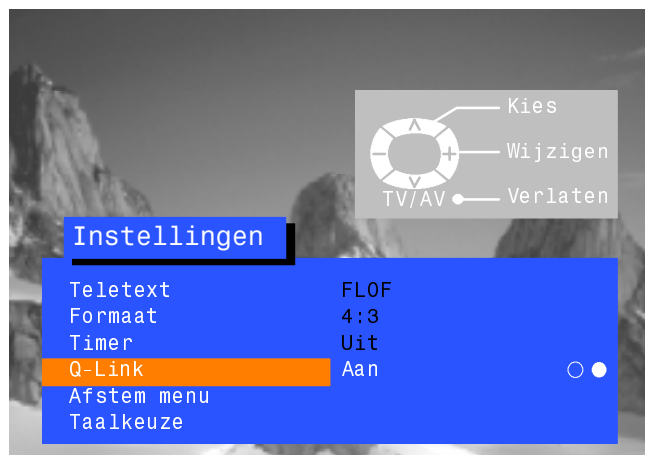 Kies
Wijzigen
TV/AV Verlaten
Instellingen
Teletext FLOF
Formaat 4:3
Timer Uit
Q-Link Aan
Afstem menu
Taalkeuze